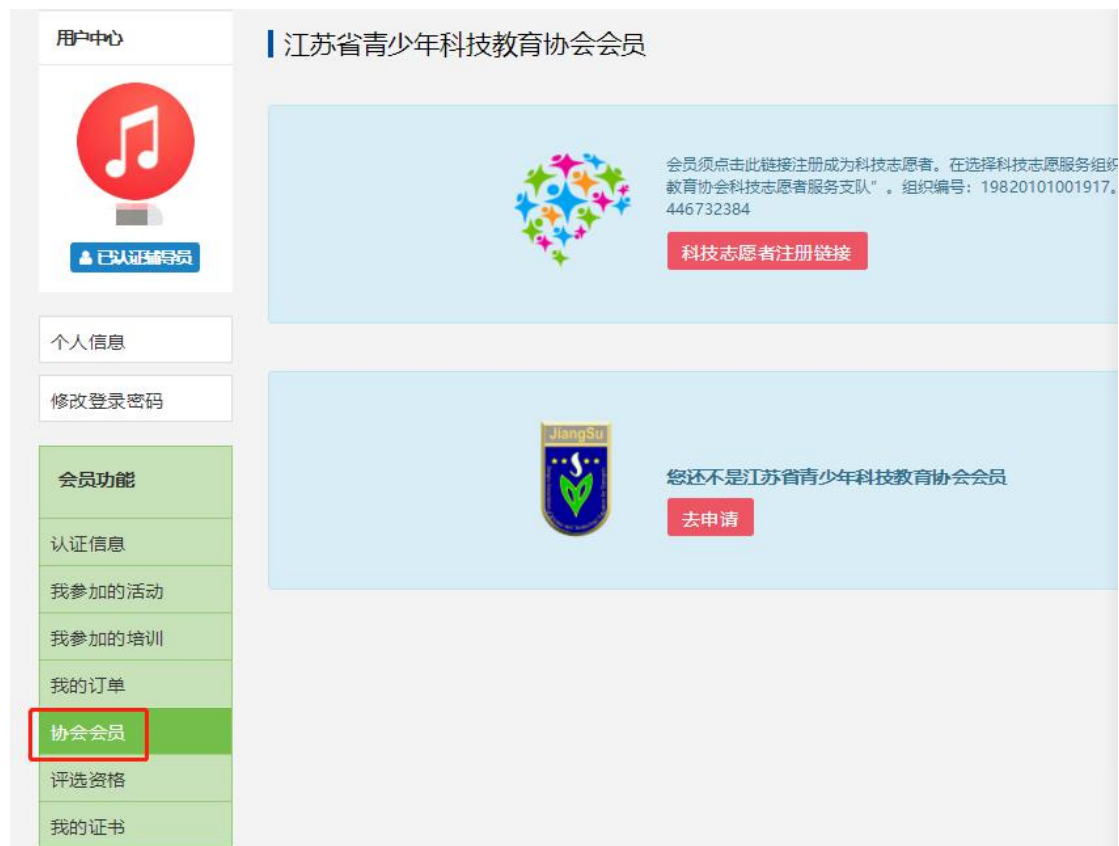 用户中心
已认证辅导员
个人信息
修改登录密码
会员功能
认证信息
我参加的活动
我参加的培训
我的订单
协会会员
评选资格
我的证书
江苏省青少年科技教育协会会员
会员须点击此链接注册成为科技志愿者。在选择科技志愿服务组织
教育协会科技志愿者服务支队”。组织编号：19820101001917。
446732384
科技志愿者注册链接
JiangSu
您还不是江苏省青少年科技教育协会会员
去申请